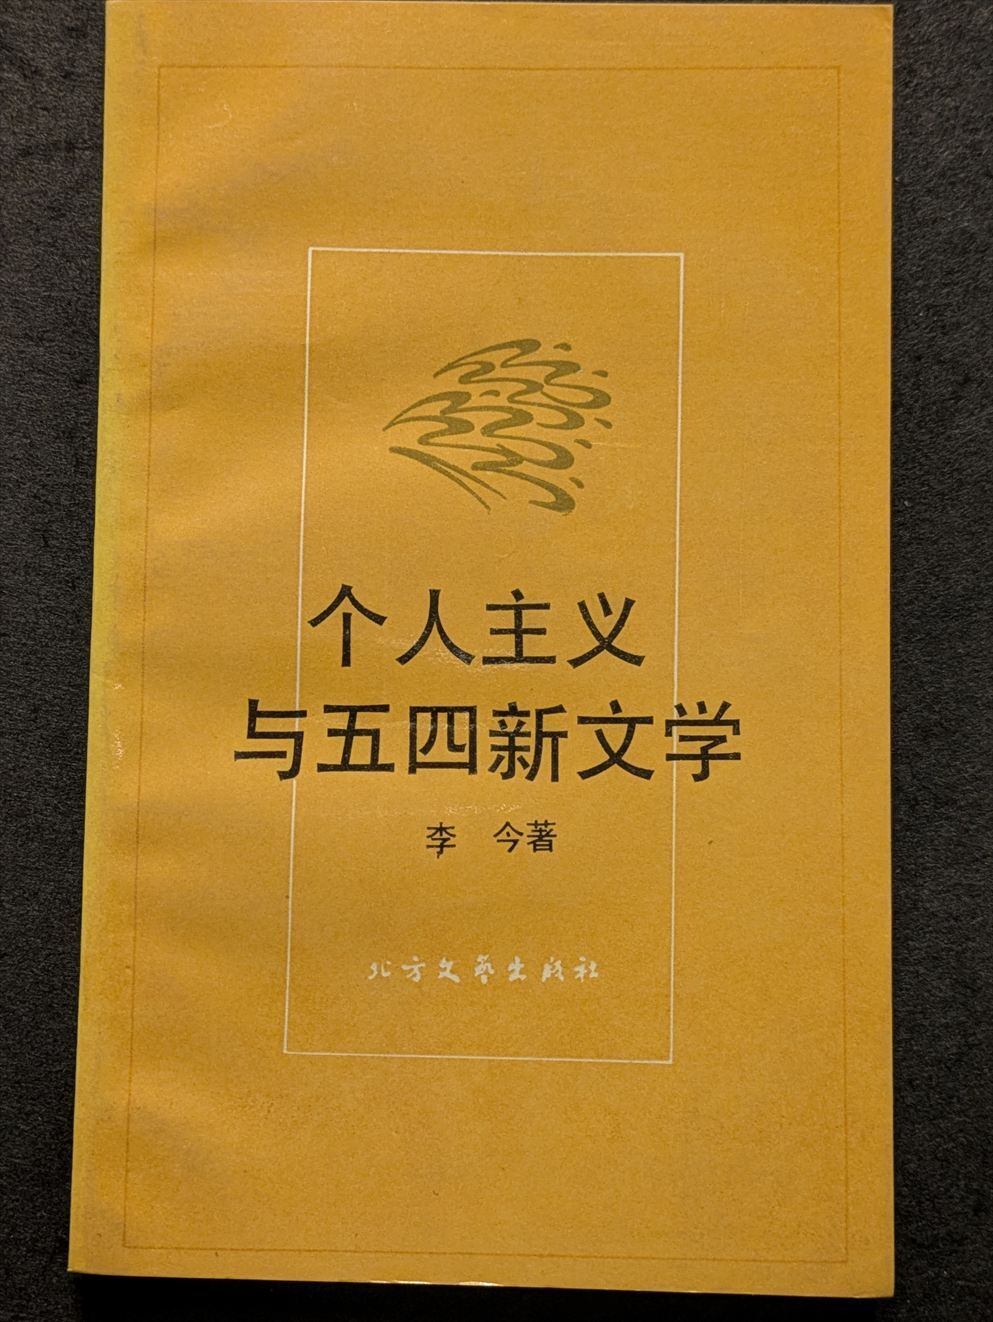 个人主义
与五四新文学
李 今著
北方文艺出版社